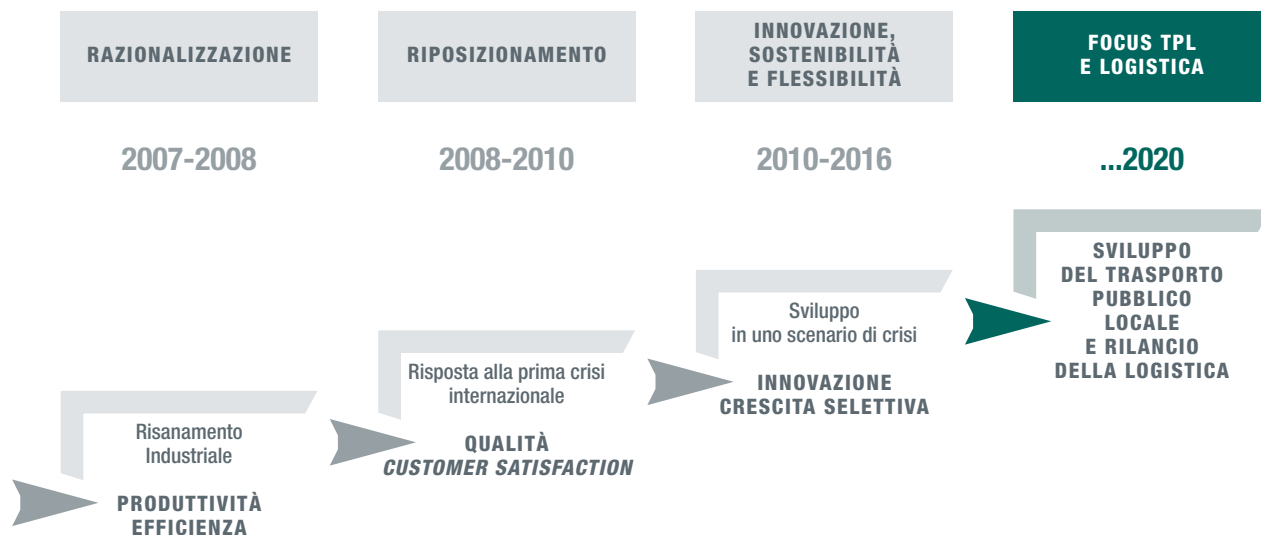 RAZIONALIZZAZIONE
RIPOSIZIONAMENTO
INNOVAZIONE,
SOSTENIBILITÀ
E FLESSIBILITÀ
FOCUS TPL
E LOGISTICA
2007-2008
2008-2010
2010-2016
...2020
Risanamento
Industriale
PRODUTTIVITÀ
EFFICIENZA
Risposta alla prima crisi
internazionale
QUALITÀ
CUSTOMER SATISFACTION
Sviluppo
in uno scenario di crisi
INNOVAZIONE
CRESCITA SELETTIVA
SVILUPPO
DEL TRASPORTO
PUBBLICO
LOCALE
E RILANCIO
DELLA LOGISTICA